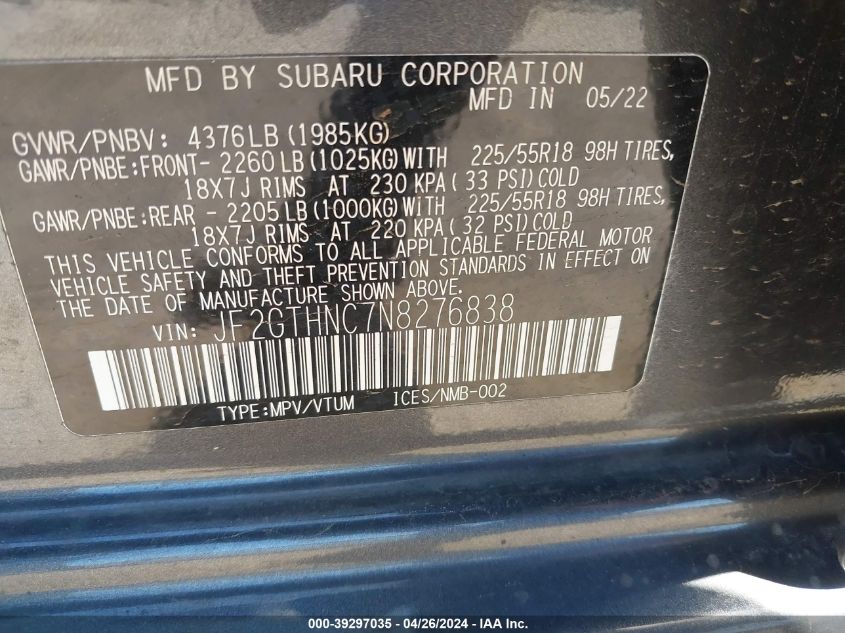 MFD BY SUBARU CORPORATION
MFD IN 05/22
GVWR/PNBV: 4376LB (1985KG)
GAWR/PNBE:FRONT- 2260LB (1025KG) WITH 225/55R18 98H TIRES,
18X7J RIMS AT 230 KPA ( 33 PSI) COLD
GAWR/PNBE:REAR - 2205LB (1000KG) WITH 225/55R18 98H TIRES,
18X7J RIMS AT 220 KPA ( 32 PSI) COLD
THIS VEHICLE CONFORMS TO ALL APPLICABLE FEDERAL MOTOR
VEHICLE SAFETY AND THEFT PREVENTION STANDARDS IN EFFECT ON
THE DATE OF MANUFACTURE SHOWN ABOVE.
VIN: JF2GTHNC7N8276838
TYPE:MPV/VTUM ICES/NMB-002
000-39297035 - 04/26/2024 - IAA Inc.